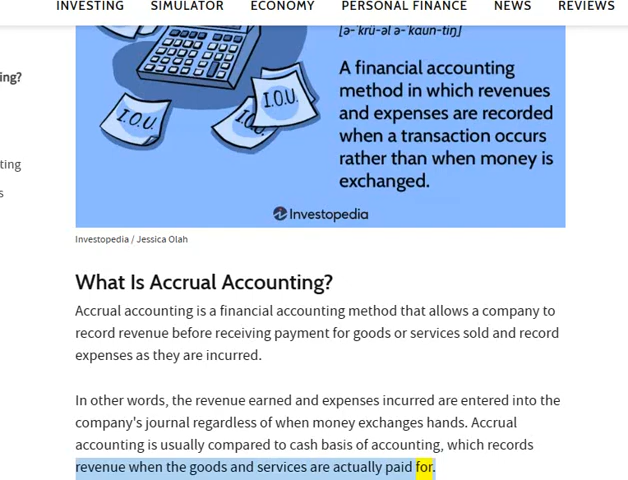 INVESTING SIMULATOR ECONOMY PERSONAL FINANCE NEWS REVIEWS
[ə-ˈkrü-əl ə-ˈkau̇n-tiŋ]
ing?
ting
s
I.O.U.
I.O.U.
I.O.U.
A financial accounting
method in which revenues
and expenses are recorded
when a transaction occurs
rather than when money is
exchanged.
Investopedia
Investopedia / Jessica Olah
What Is Accrual Accounting?
Accrual accounting is a financial accounting method that allows a company to
record revenue before receiving payment for goods or services sold and record
expenses as they are incurred.
In other words, the revenue earned and expenses incurred are entered into the
company's journal regardless of when money exchanges hands. Accrual
accounting is usually compared to cash basis of accounting, which records
revenue when the goods and services are actually paid for.